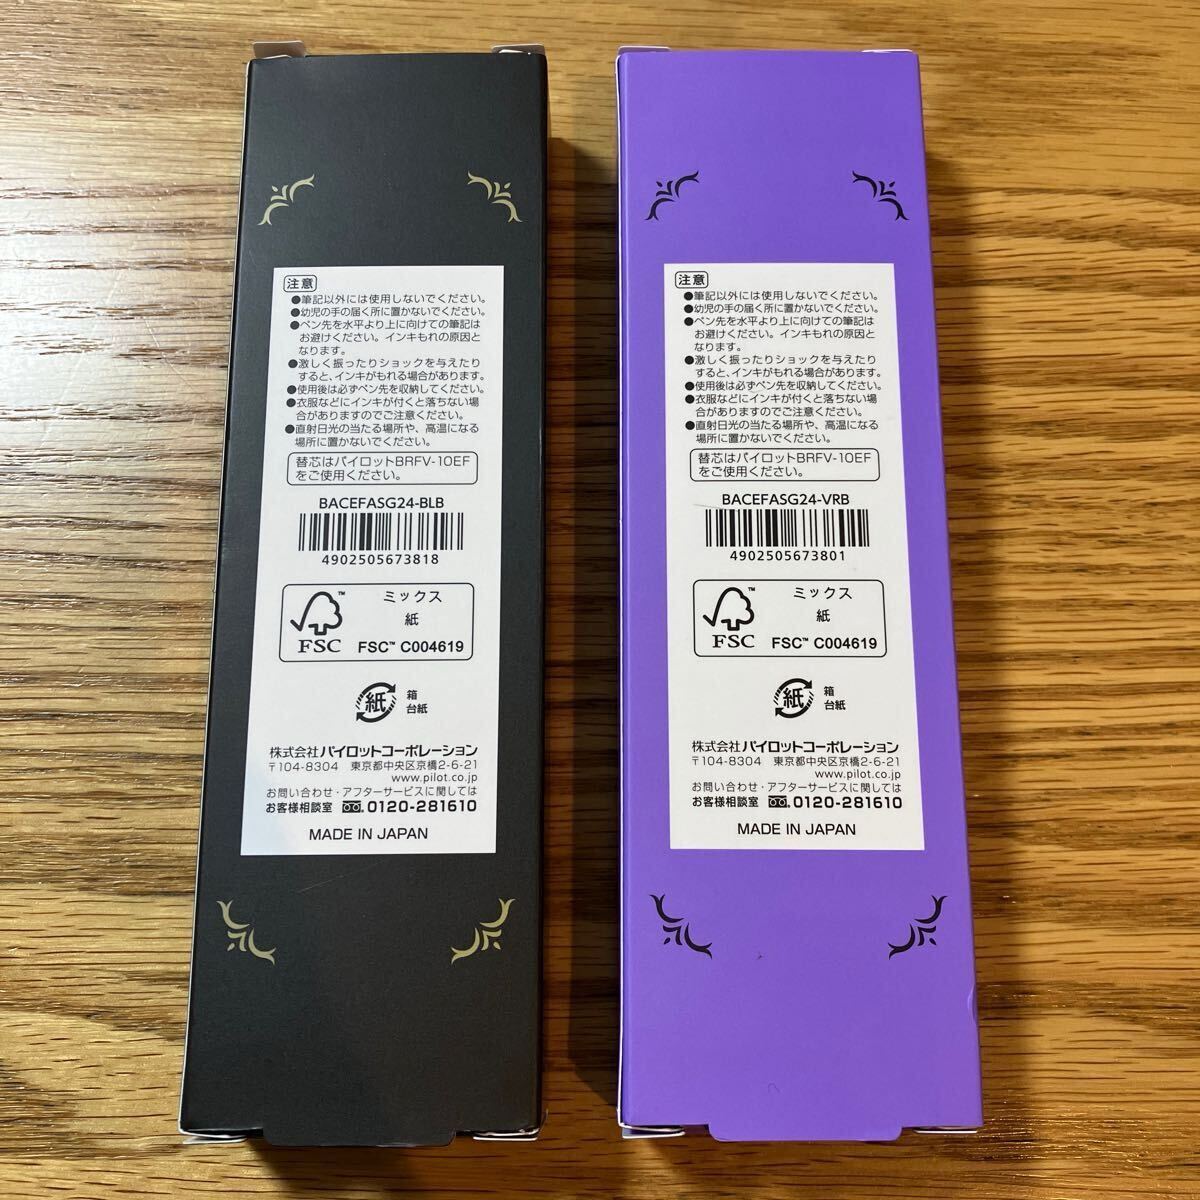 注意
●筆記以外には使用しないでください。
●幼児の手の届く所に置かないでください。
●ペン先を水平より上に向けての筆記は
お避けください。インキもれの原因と
なります。
●激しく振ったりショックを与えたり
すると、インキがもれる場合があります。
●使用後は必ずペン先を収納してください。
●衣服などにインキが付くと落ちない場
合がありますのでご注意ください。
●直射日光の当たる場所や、高温になる
場所に置かないでください。
替芯はパイロットBRFV-10EF
をご使用ください。
BACEFASG24-BLB
4902505673818
ミックス
紙
FSC™ C004619
™
FSC
紙
箱
台紙
株式会社パイロットコーポレーション
〒104-8304 東京都中央区京橋2-6-21
www.pilot.co.jp
お問い合わせ・アフターサービスに関しては
お客様相談室 0120-281610
MADE IN JAPAN
注意
●筆記以外には使用しないでください。
●幼児の手の届く所に置かないでください。
●ペン先を水平より上に向けての筆記は
お避けください。インキもれの原因と
なります。
●激しく振ったりショックを与えたり
すると、インキがもれる場合があります。
●使用後は必ずペン先を収納してください。
●衣服などにインキが付くと落ちない場
合がありますのでご注意ください。
●直射日光の当たる場所や、高温になる
場所に置かないでください。
替芯はパイロットBRFV-10EF
をご使用ください。
BACEFASG24-VRB
4902505673801
ミックス
紙
FSC™ C004619
™
FSC
紙
箱
台紙
株式会社パイロットコーポレーション
〒104-8304 東京都中央区京橋2-6-21
www.pilot.co.jp
お問い合わせ・アフターサービスに関しては
お客様相談室 0120-281610
MADE IN JAPAN